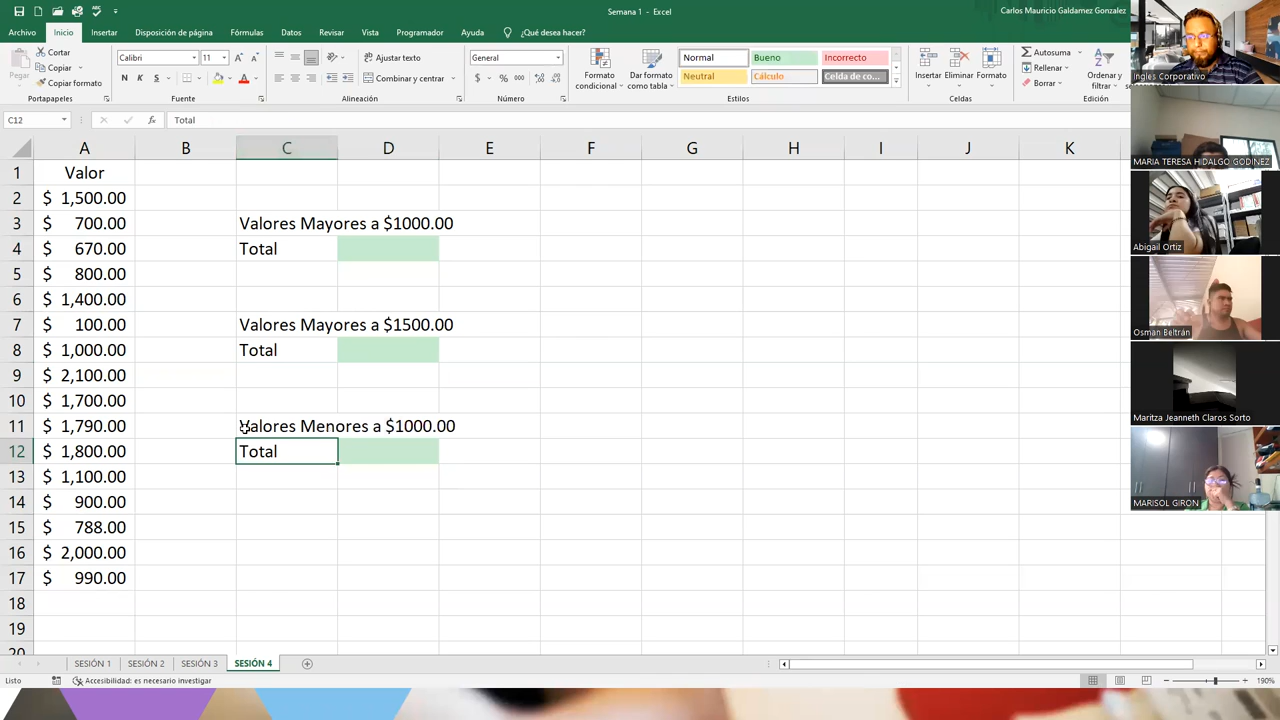 Semana 1 - Excel
Carlos Mauricio Galdamez Gonzalez
Archivo Inicio Insertar Disposición de página Fórmulas Datos Revisar Vista Programador Ayuda ¿Qué desea hacer?
Pegar
Cortar
Copiar
Copiar formato
Portapapeles
Calibri 11
N K S
Fuente
Ajustar texto
Combinar y centrar
Alineación
General
$ % 000
Número
Formato condicional
Dar formato como tabla
Normal Bueno Incorrecto
Neutral Cálculo Celda de co...
Estilos
Insertar Eliminar Formato
Celdas
Autosuma
Rellenar
Borrar
Ordenar y filtrar
Edición
C12 fx Total
A B C D E F G H I J K
1 Valor
2 $ 1,500.00
3 $ 700.00 Valores Mayores a $1000.00
4 $ 670.00 Total
5 $ 800.00
6 $ 1,400.00
7 $ 100.00 Valores Mayores a $1500.00
8 $ 1,000.00 Total
9 $ 2,100.00
10 $ 1,700.00
11 $ 1,790.00 Valores Menores a $1000.00
12 $ 1,800.00 Total
13 $ 1,100.00
14 $ 900.00
15 $ 788.00
16 $ 2,000.00
17 $ 990.00
18
19
20
SESIÓN 1 SESIÓN 2 SESIÓN 3 SESIÓN 4
Listo Accesibilidad: es necesario investigar 190%
Ingles Corporativo
MARIA TERESA HIDALGO GODINEZ
Abigail Ortiz
Osman Beltrán
Maritza Jeanneth Claros Sorto
MARISOL GIRON